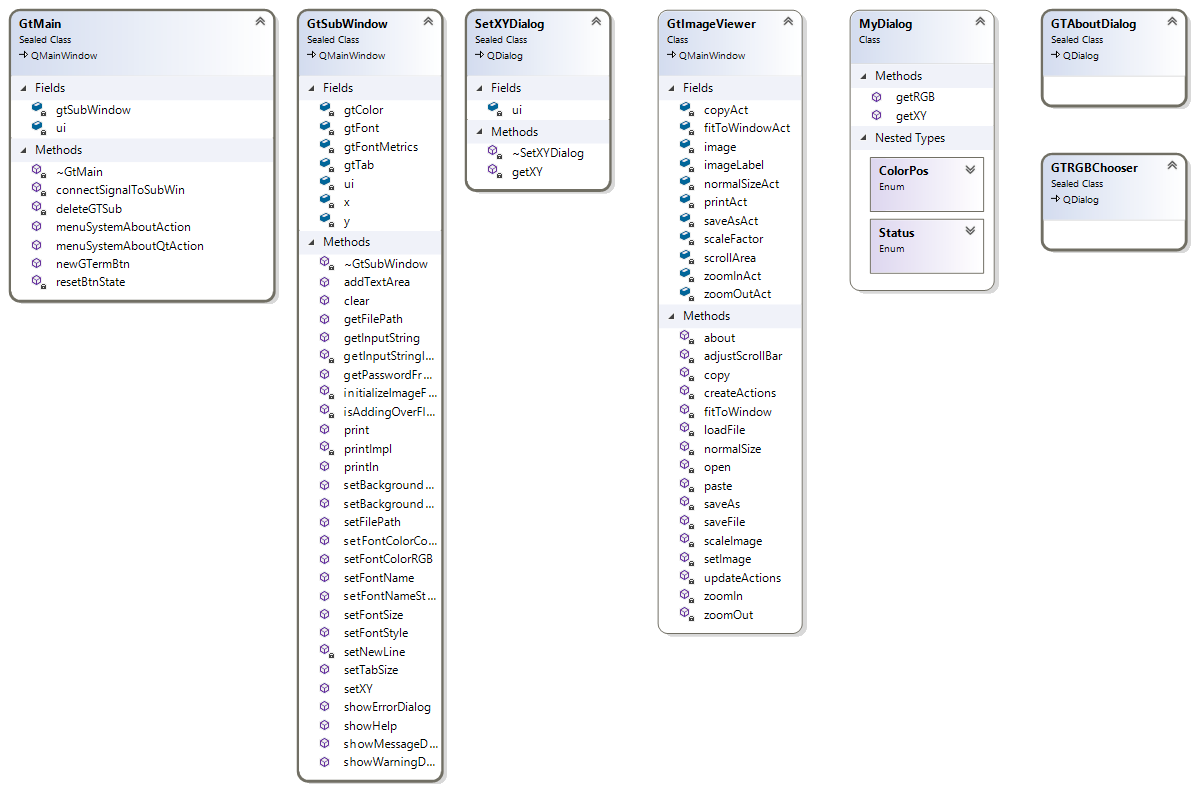 GtMain
Sealed Class
QMainWindow
Fields
gtSubWindow
ui
Methods
~GtMain
connectSignalToSubWin
deleteGTSub
menuSystemAboutAction
menuSystemAboutQtAction
newGTermBtn
resetBtnState
GtSubWindow
Sealed Class
QMainWindow
Fields
gtColor
gtFont
gtFontMetrics
gtTab
ui
x
y
Methods
~GtSubWindow
addTextArea
clear
getFilePath
getInputString
getInputStringI...
getPasswordFr...
initializeImageF...
isAddingOverFl...
print
printImpl
println
setBackground...
setBackground...
setFilePath
setFontColorCo...
setFontColorRGB
setFontName
setFontNameSt...
setFontSize
setFontStyle
setNewLine
setTabSize
setXY
showErrorDialog
showHelp
showMessageD...
showWarningD...
SetXYDialog
Sealed Class
QDialog
Fields
ui
Methods
~SetXYDialog
getXY
GtImageViewer
Class
QMainWindow
Fields
copyAct
fitToWindowAct
image
imageLabel
normalSizeAct
printAct
saveAsAct
scaleFactor
scrollArea
zoomInAct
zoomOutAct
Methods
about
adjustScrollBar
copy
createActions
fitToWindow
loadFile
normalSize
open
paste
saveAs
saveFile
scaleImage
setImage
updateActions
zoomIn
zoomOut
MyDialog
Class
Methods
getRGB
getXY
Nested Types
ColorPos
Enum
Status
Enum
GTAboutDialog
Sealed Class
QDialog
GTRGBChooser
Sealed Class
QDialog